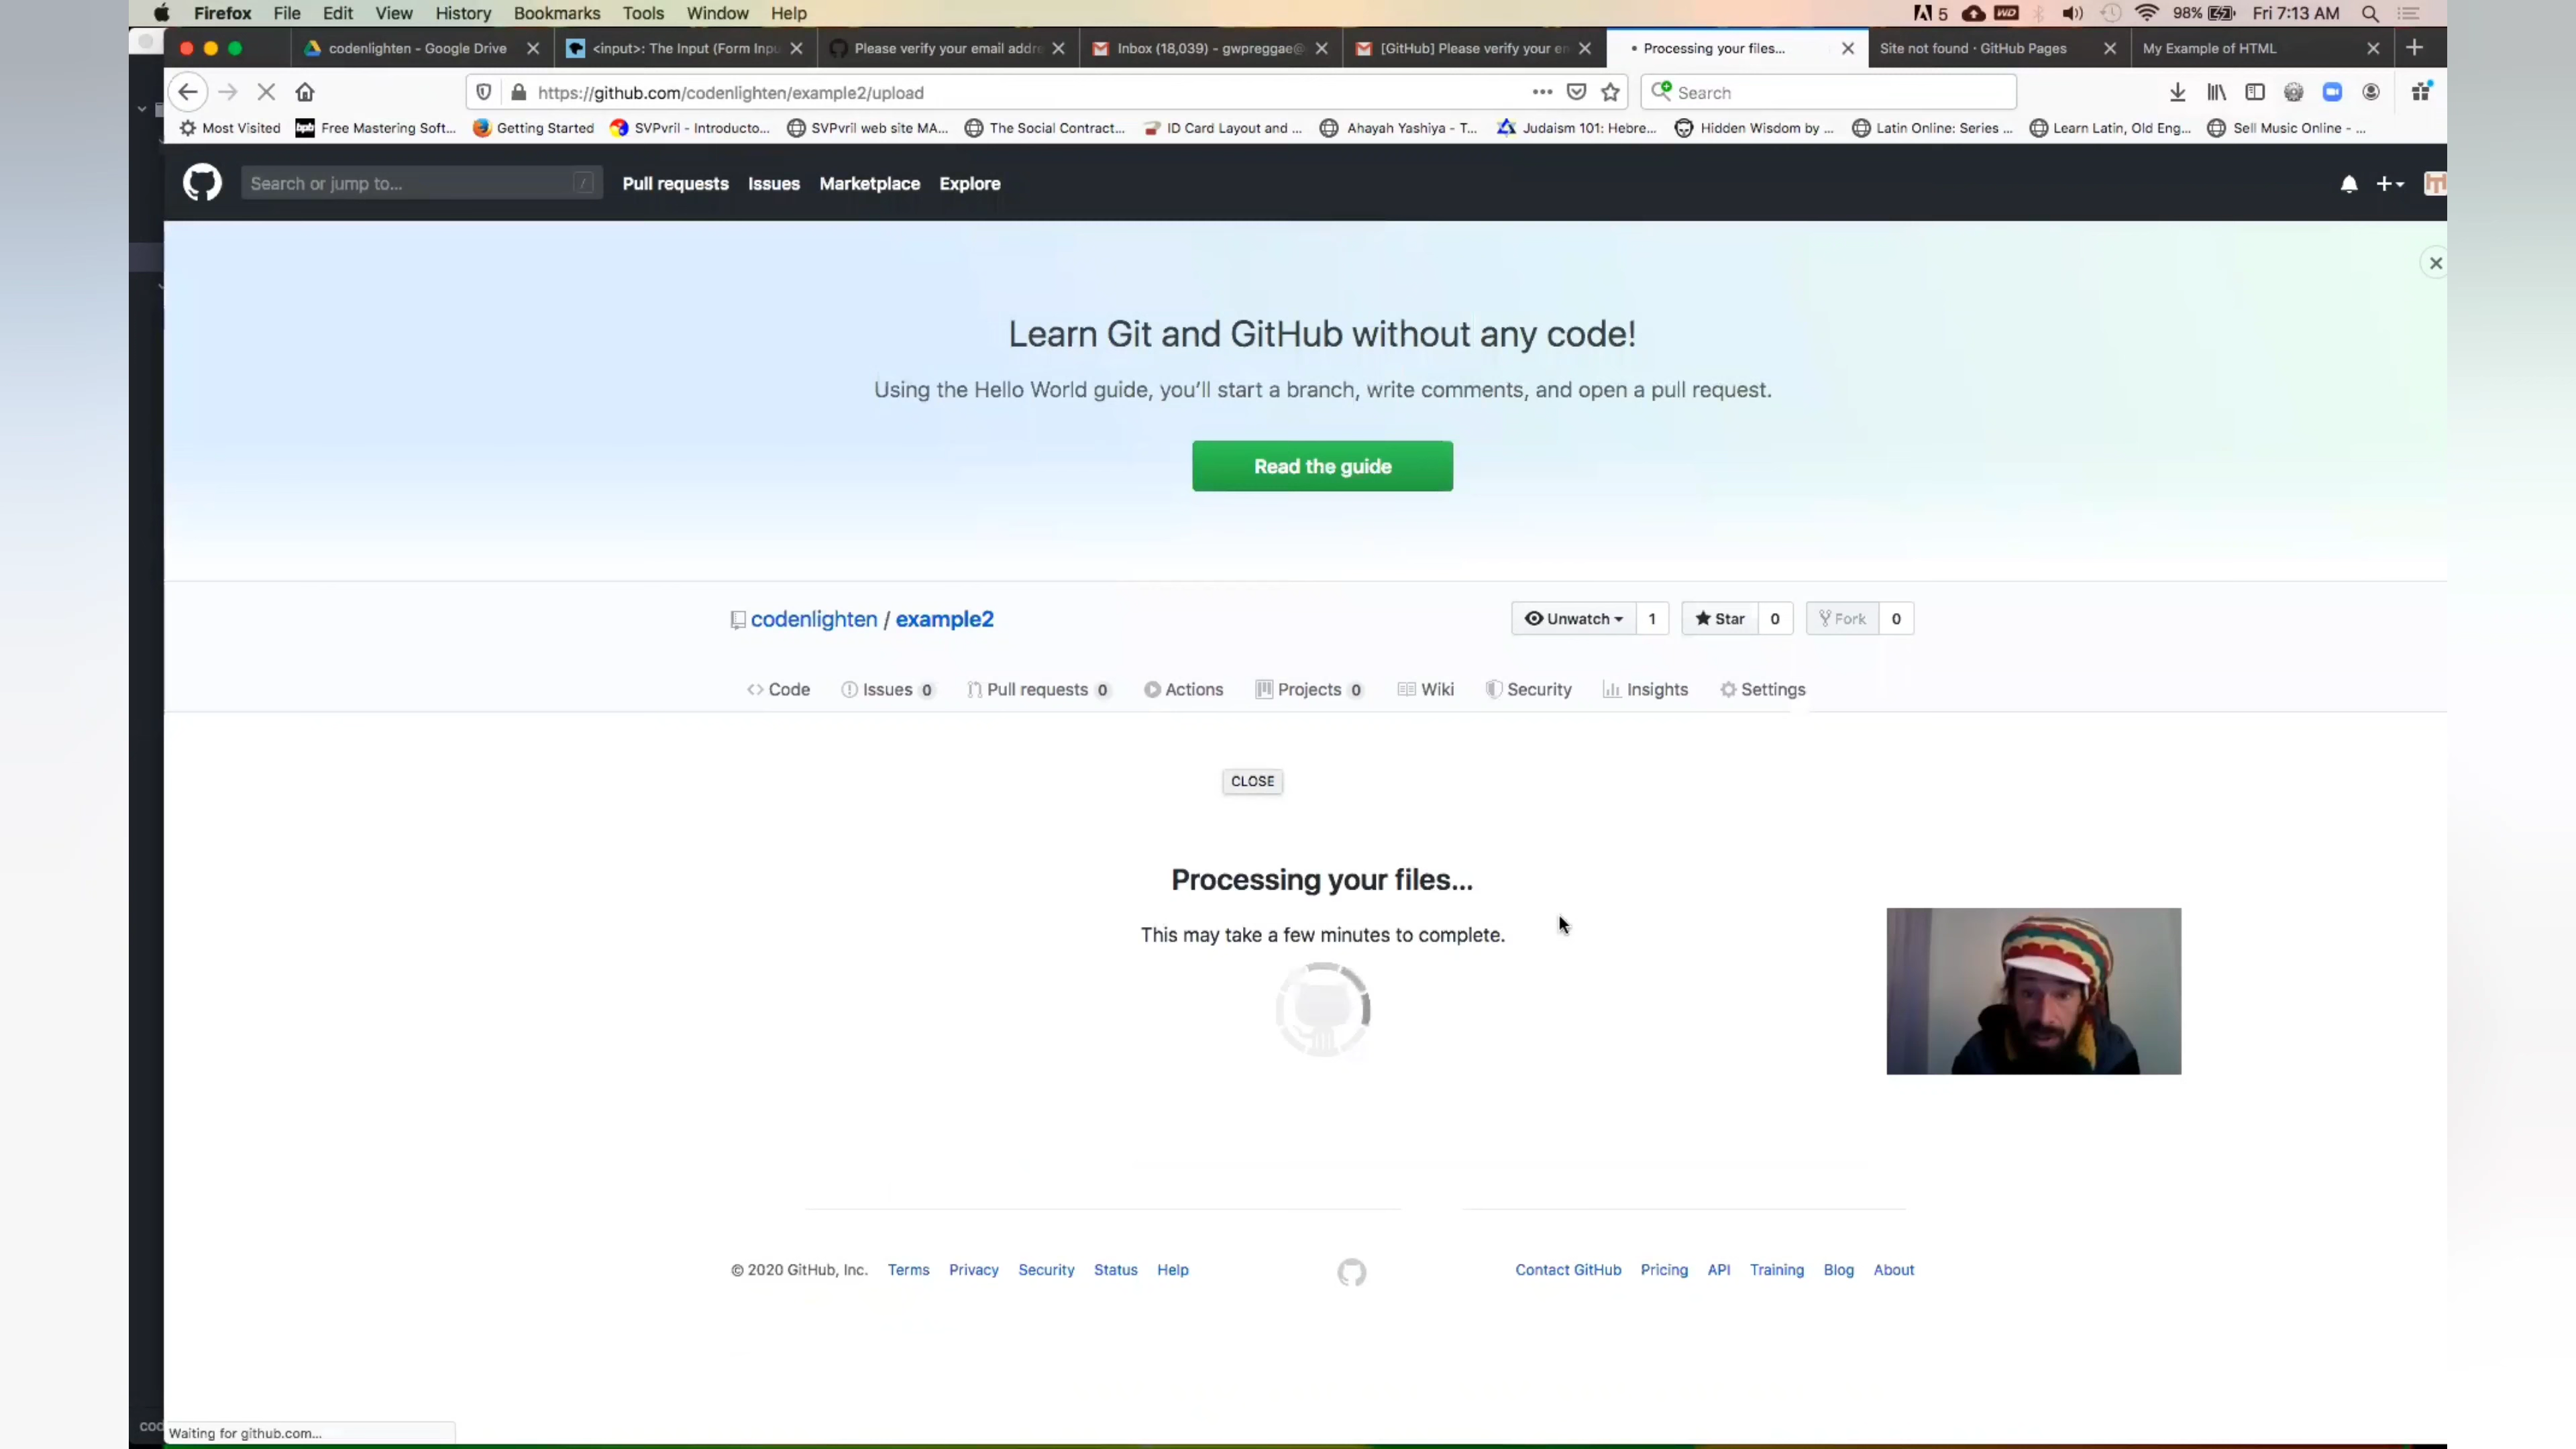 Firefox File Edit View History Bookmarks Tools Window Help 5 WD 98% Fri 7:13 AM
codenlighten - Google Drive <input>: The Input (Form Inpu Please verify your email addre Inbox (18,039) - gwpreggae@ [GitHub] Please verify your en • Processing your files... Site not found · GitHub Pages My Example of HTML
https://github.com/codenlighten/example2/upload ••• Search
Most Visited bpb Free Mastering Soft... Getting Started SVPvril - Introducto... SVPvril web site MA... The Social Contract... ID Card Layout and ... Ahayah Yashiya - T... Judaism 101: Hebre... Hidden Wisdom by ... Latin Online: Series ... Learn Latin, Old Eng... Sell Music Online - ...
Search or jump to... / Pull requests Issues Marketplace Explore
Learn Git and GitHub without any code!
Using the Hello World guide, you'll start a branch, write comments, and open a pull request.
Read the guide
codenlighten / example2 Unwatch 1 Star 0 Fork 0
Code Issues 0 Pull requests 0 Actions Projects 0 Wiki Security Insights Settings
CLOSE
Processing your files...
This may take a few minutes to complete.
© 2020 GitHub, Inc. Terms Privacy Security Status Help Contact GitHub Pricing API Training Blog About
cod
Waiting for github.com...